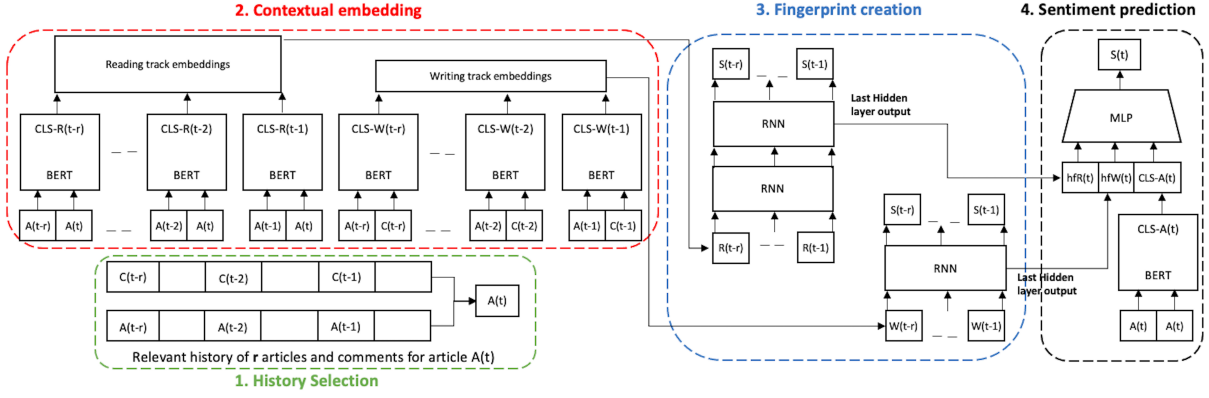 2. Contextual embedding
Reading track embeddings
Writing track embeddings
CLS-R(t-r)
CLS-R(t-2)
CLS-R(t-1)
CLS-W(t-r)
CLS-W(t-2)
CLS-W(t-1)
BERT
BERT
BERT
BERT
BERT
BERT
A(t-r) A(t)
A(t-2) A(t)
A(t-1) A(t)
A(t-r) C(t-r)
A(t-2) C(t-2)
A(t-1) C(t-1)
C(t-r) C(t-2) C(t-1)
A(t)
A(t-r) A(t-2) A(t-1)
Relevant history of r articles and comments for article A(t)
1. History Selection
3. Fingerprint creation
S(t-r) S(t-1)
RNN
Last Hidden
layer output
RNN
R(t-r) R(t-1)
S(t-r) S(t-1)
RNN
Last Hidden
layer output
W(t-r) W(t-1)
4. Sentiment prediction
S(t)
MLP
hfR(t) hfW(t) CLS-A(t)
CLS-A(t)
BERT
A(t) A(t)